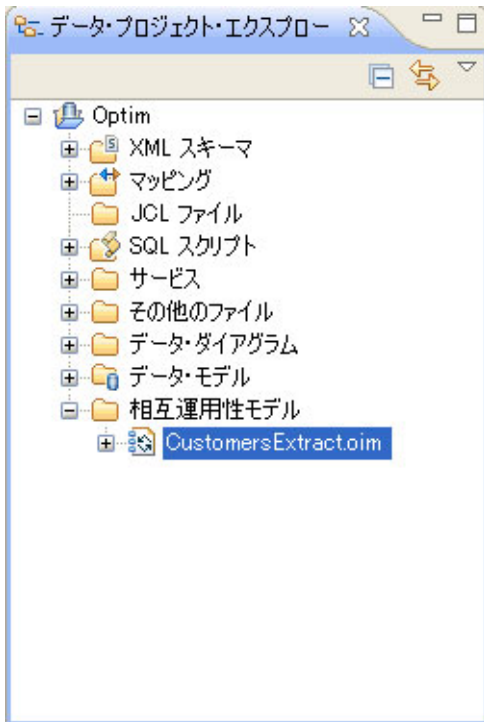 データ・プロジェクト・エクスプロー
Optim
XML スキーマ
マッピング
JCL ファイル
SQL スクリプト
サービス
その他のファイル
データ・ダイアグラム
データ・モデル
相互運用性モデル
CustomersExtract.oim